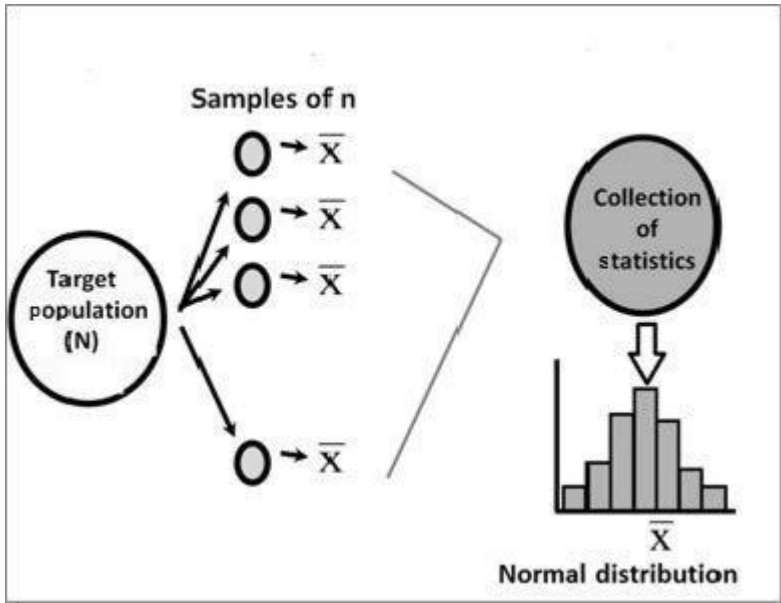 Samples of n
X̅
X̅
X̅
X̅
Target
population
(N)
Collection
of
statistics
X̅
Normal distribution